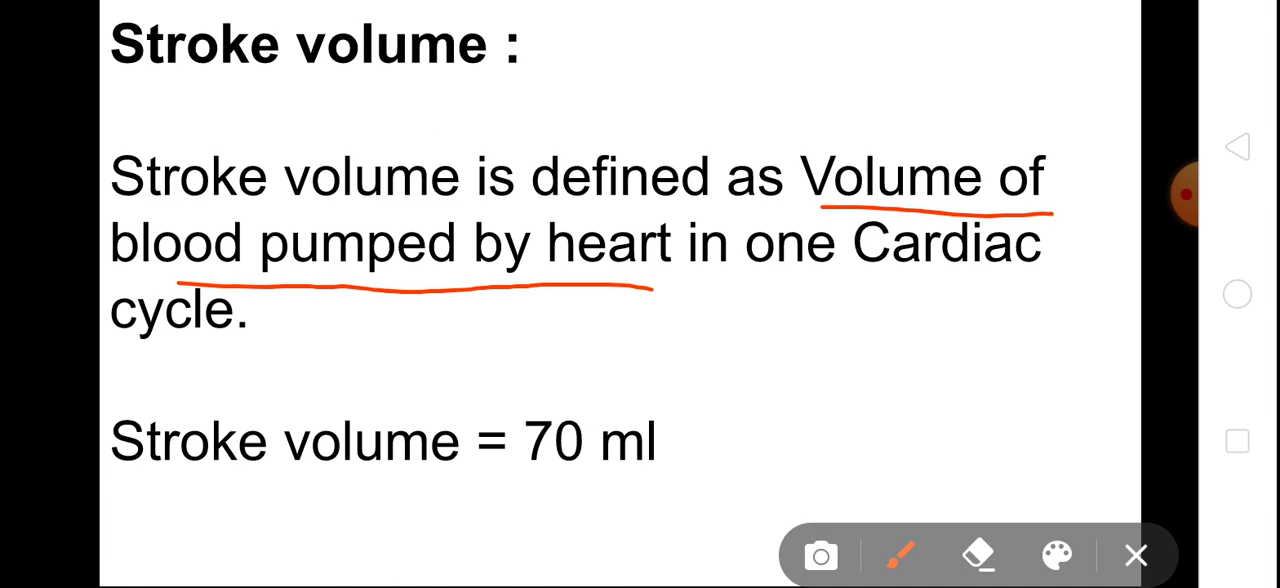 Stroke volume :
Stroke volume is defined as Volume of
blood pumped by heart in one Cardiac
cycle.
Stroke volume = 70 ml